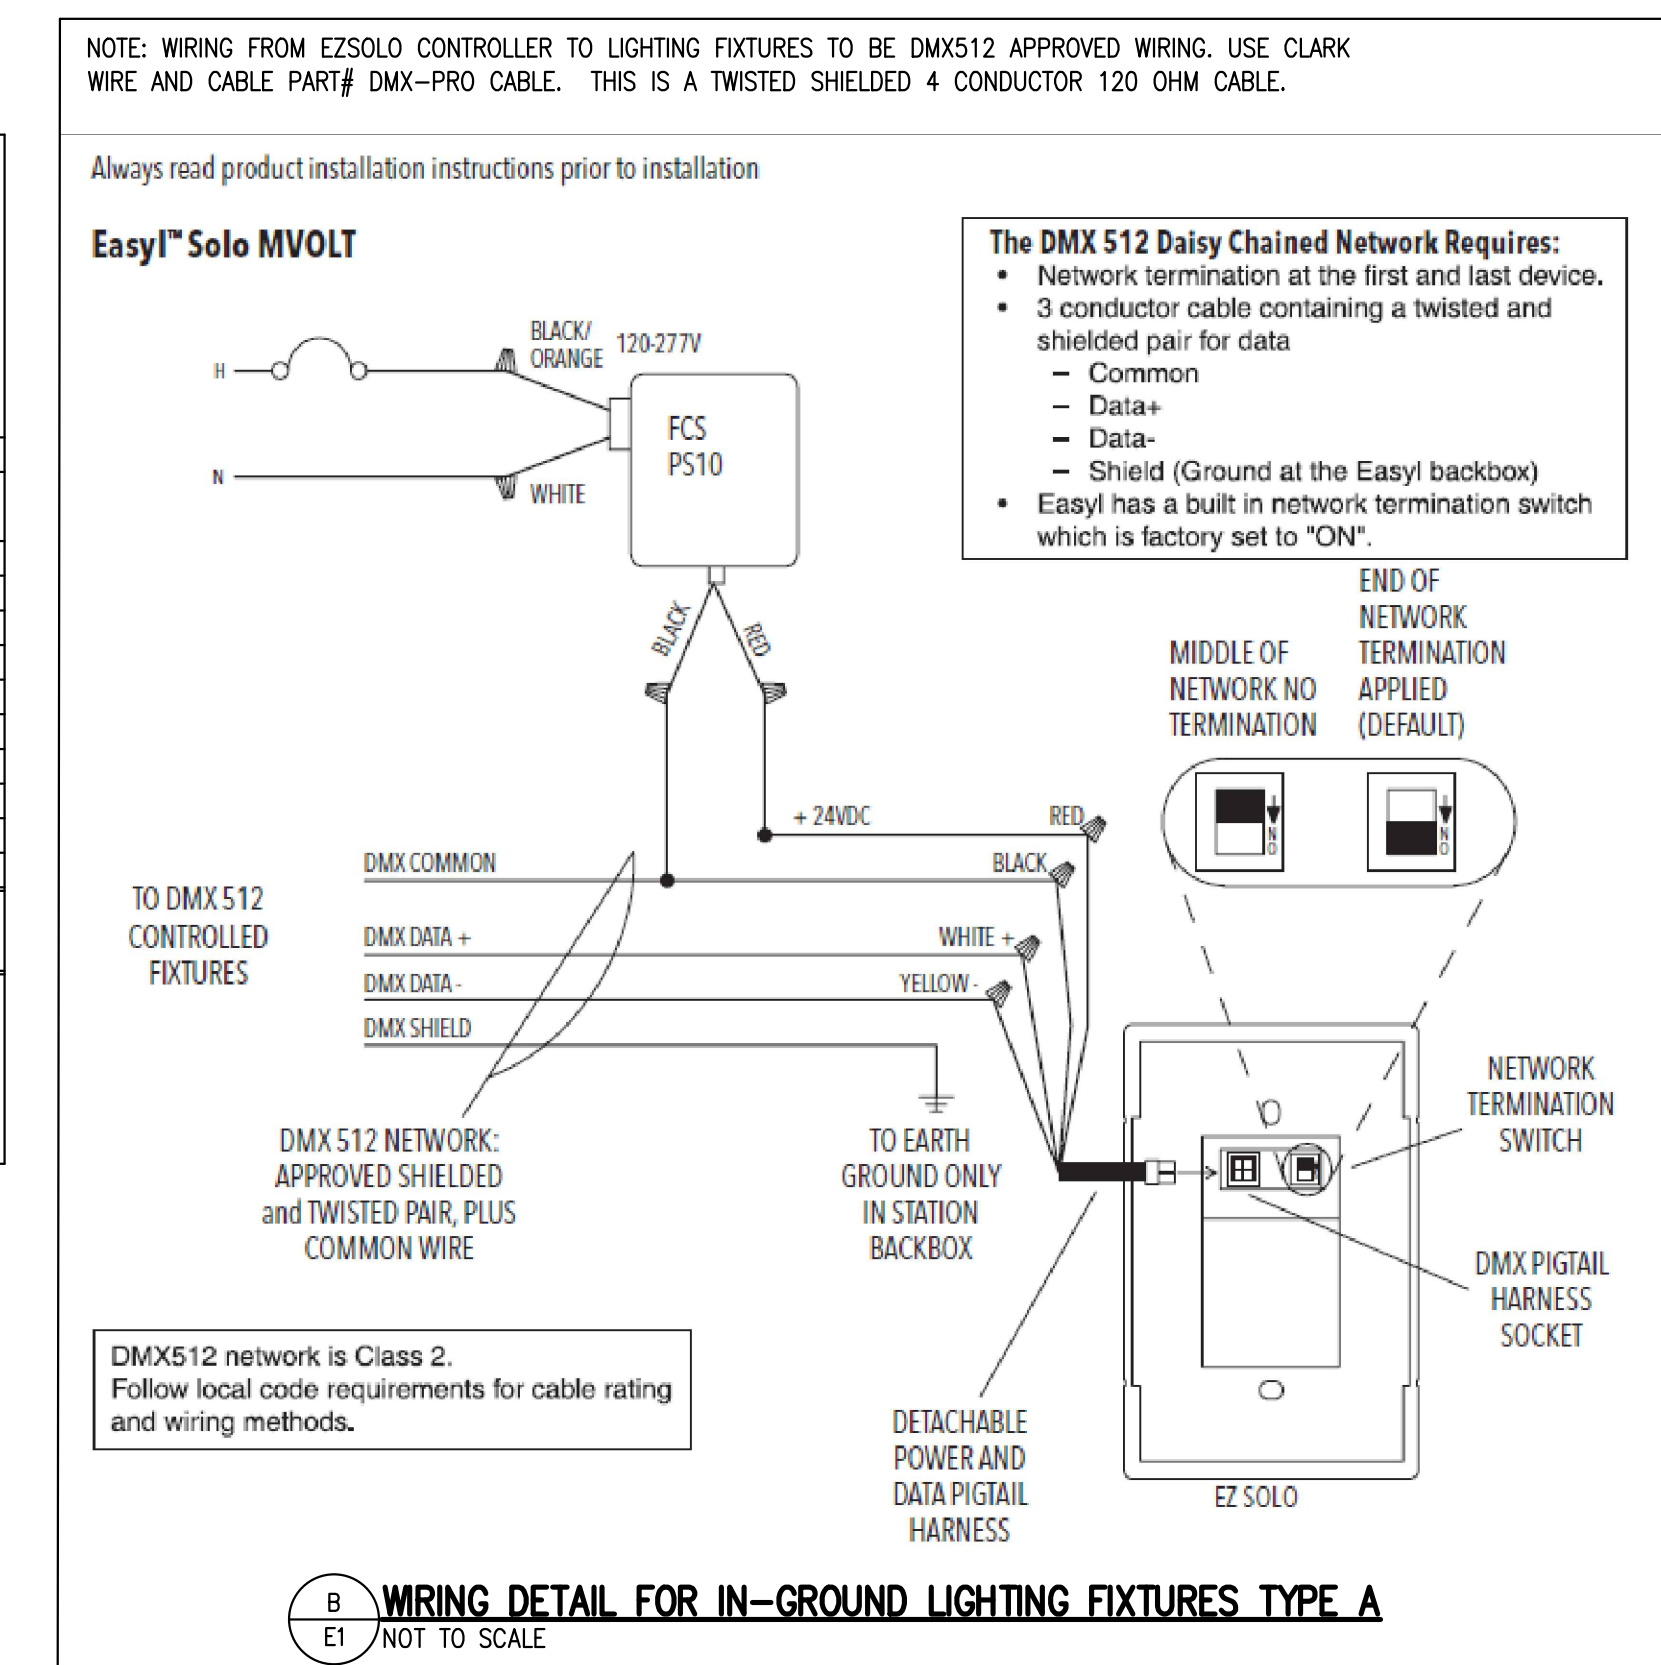 NOTE: WIRING FROM EZSOLO CONTROLLER TO LIGHTING FIXTURES TO BE DMX512 APPROVED WIRING. USE CLARK
WIRE AND CABLE PART# DMX-PRO CABLE. THIS IS A TWISTED SHIELDED 4 CONDUCTOR 120 OHM CABLE.
Always read product installation instructions prior to installation
Easyl™ Solo MVOLT
The DMX 512 Daisy Chained Network Requires:
• Network termination at the first and last device.
• 3 conductor cable containing a twisted and
shielded pair for data
– Common
– Data+
– Data-
– Shield (Ground at the Easyl backbox)
• Easyl has a built in network termination switch
which is factory set to "ON".
BLACK/
ORANGE
120-277V
H
N
WHITE
FCS
PS10
BLACK
RED
MIDDLE OF
NETWORK NO
TERMINATION
END OF
NETWORK
TERMINATION
APPLIED
(DEFAULT)
NO
NO
+ 24VDC
RED
DMX COMMON
BLACK
TO DMX 512
CONTROLLED
FIXTURES
DMX DATA +
WHITE +
DMX DATA -
YELLOW -
DMX SHIELD
DMX 512 NETWORK:
APPROVED SHIELDED
and TWISTED PAIR, PLUS
COMMON WIRE
TO EARTH
GROUND ONLY
IN STATION
BACKBOX
NETWORK
TERMINATION
SWITCH
DMX PIGTAIL
HARNESS
SOCKET
DMX512 network is Class 2.
Follow local code requirements for cable rating
and wiring methods.
DETACHABLE
POWER AND
DATA PIGTAIL
HARNESS
EZ SOLO
B
E1
WIRING DETAIL FOR IN-GROUND LIGHTING FIXTURES TYPE A
NOT TO SCALE